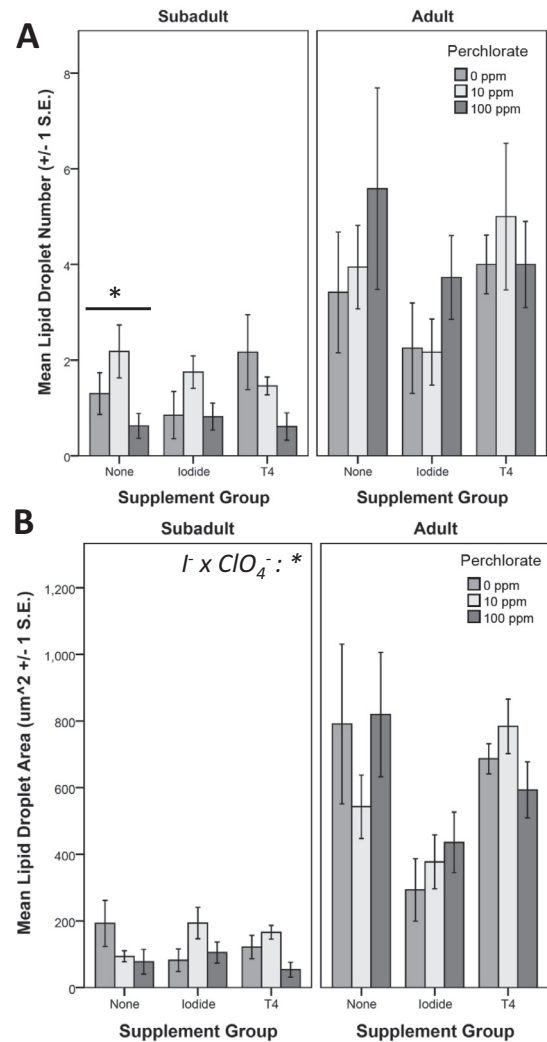 A
Subadult
Adult
Mean Lipid Droplet Number (+/- 1 S.E.)
8
6
4
2
0
*
Perchlorate
0 ppm
10 ppm
100 ppm
None
Iodide
T4
None
Iodide
T4
Supplement Group
Supplement Group
B
Subadult
Adult
Mean Lipid Droplet Area (um^2 +/- 1 S.E.)
1,200
1,000
800
600
400
200
0
I⁻ x ClO₄⁻ : *
Perchlorate
0 ppm
10 ppm
100 ppm
None
Iodide
T4
None
Iodide
T4
Supplement Group
Supplement Group